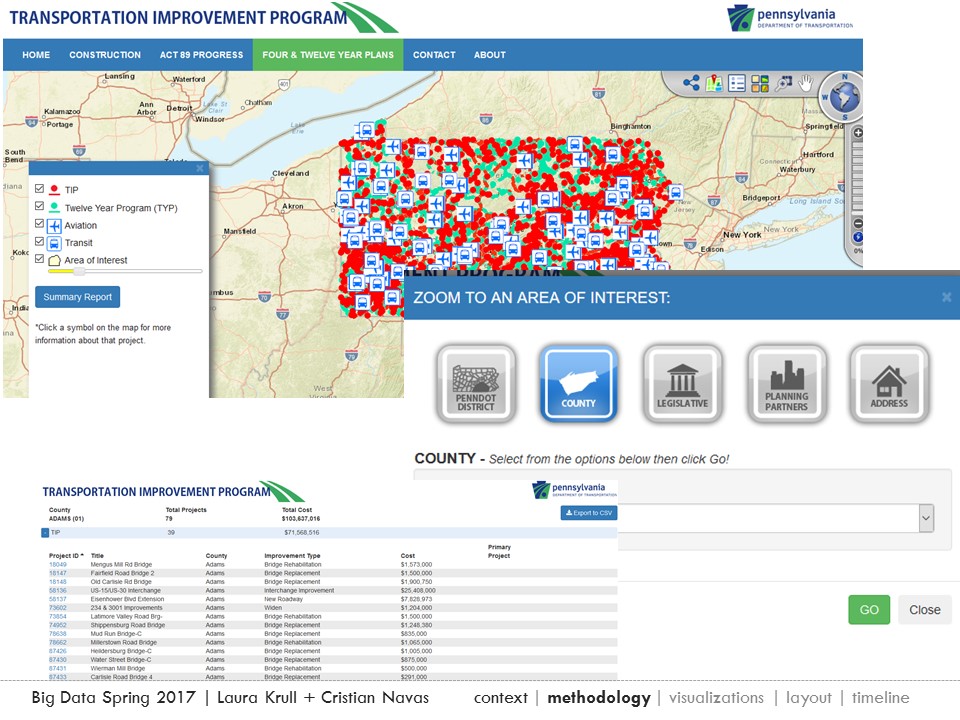 TRANSPORTATION IMPROVEMENT PROGRAM
pennsylvania
DEPARTMENT OF TRANSPORTATION
HOME CONSTRUCTION ACT 89 PROGRESS FOUR & TWELVE YEAR PLANS CONTACT ABOUT
Lansing
Waterford
Kalamazoo
Portage
Ann Arbor
Detroit
Windsor
Chatham
South Bend
Toledo
Cleveland
Akron
Mansfield
Binghamton
Springfield
Hartford
Waterbury
Bridgeport
Long Island
New York
New York
New Jersey
Edison
West
N
W
S
0%
TIP
Twelve Year Program (TYP)
Aviation
Transit
Area of Interest
Summary Report
*Click a symbol on the map for more
information about that project.
ZOOM TO AN AREA OF INTEREST:
PENNDOT DISTRICT
COUNTY
LEGISLATIVE
PLANNING PARTNERS
ADDRESS
COUNTY - Select from the options below then click Go!
GO Close
TRANSPORTATION IMPROVEMENT PROGRAM
pennsylvania
DEPARTMENT OF TRANSPORTATION
County Total Projects Total Cost
ADAMS (01) 79 $103,637,016
Export to CSV
TIP 39 $71,568,516
Project ID Title County Improvement Type Cost Primary Project
18049 Mengus Mill Rd Bridge Adams Bridge Rehabilitation $1,573,000
18147 Fairfield Road Bridge 2 Adams Bridge Replacement $1,500,000
18148 Old Carlisle Rd Bridge Adams Bridge Replacement $1,900,750
58136 US-15/US-30 Interchange Adams Interchange Improvement $25,408,000
58137 Eisenhower Blvd Extension Adams New Roadway $7,628,973
73602 234 & 3001 Improvements Adams Widen $1,204,000
73854 Latimore Valley Road Brg- Adams Bridge Rehabilitation $1,500,000
74952 Shippensburg Road Bridge Adams Bridge Replacement $1,248,380
78638 Mud Run Bridge-C Adams Bridge Replacement $835,000
78662 Millerstown Road Bridge Adams Bridge Rehabilitation $1,065,000
87426 Heildersburg Bridge-C Adams Bridge Replacement $1,005,000
87430 Water Street Bridge-C Adams Bridge Replacement $875,000
87431 Wierman Mill Bridge Adams Bridge Rehabilitation $500,000
87433 Carlisle Road Bridge 4 Adams Bridge Replacement $291,000
Big Data Spring 2017 | Laura Krull + Cristian Navas context | methodology | visualizations | layout | timeline